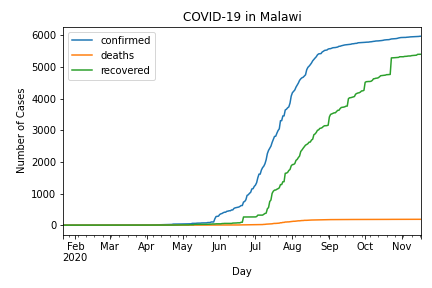 COVID-19 in Malawi
confirmed
deaths
recovered
Number of Cases
6000
5000
4000
3000
2000
1000
0
Feb Mar Apr May Jun Jul Aug Sep Oct Nov
2020
Day